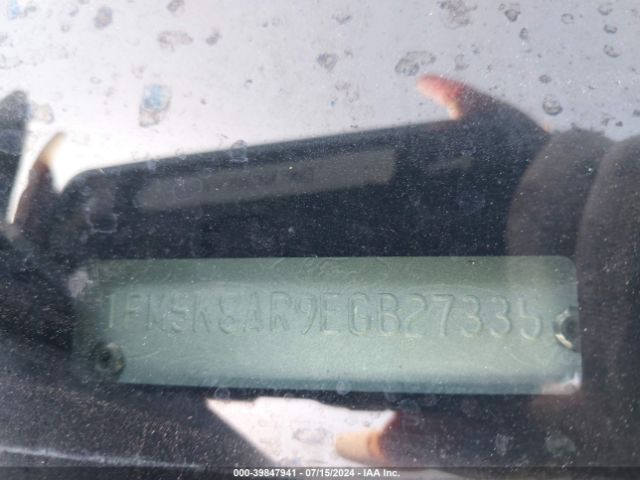 1FM5K8AR9EGB27335
000-39847941 - 07/15/2024 - IAA Inc.